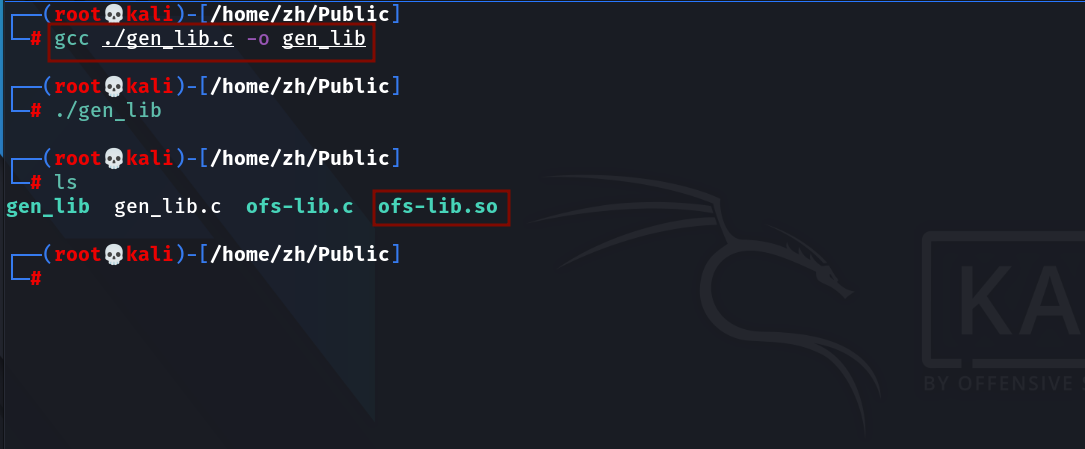 ┌──(root💀kali)-[/home/zh/Public]
└─# gcc ./gen_lib.c -o gen_lib
┌──(root💀kali)-[/home/zh/Public]
└─# ./gen_lib
┌──(root💀kali)-[/home/zh/Public]
└─# ls
gen_lib  gen_lib.c  ofs-lib.c  ofs-lib.so
┌──(root💀kali)-[/home/zh/Public]
└─#
KA
BY OFFENSIVE